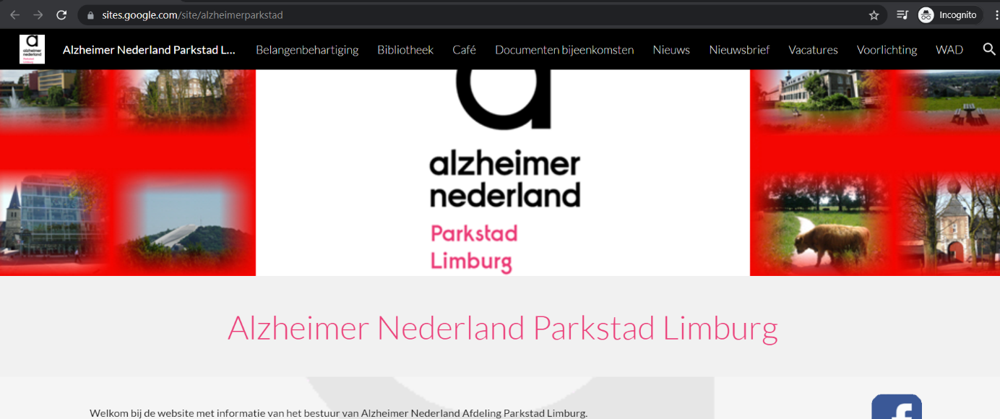 sites.google.com/site/alzheimerparkstad
Incognito
alzheimer
nederland
Parkstad
Limburg
Alzheimer Nederland Parkstad L...
Belangenbehartiging
Bibliotheek
Café
Documenten bijeenkomsten
Nieuws
Nieuwsbrief
Vacatures
Voorlichting
WAD
a
alzheimer
nederland
Parkstad
Limburg
Alzheimer Nederland Parkstad Limburg
Welkom bij de website met informatie van het bestuur van Alzheimer Nederland Afdeling Parkstad Limburg.
f